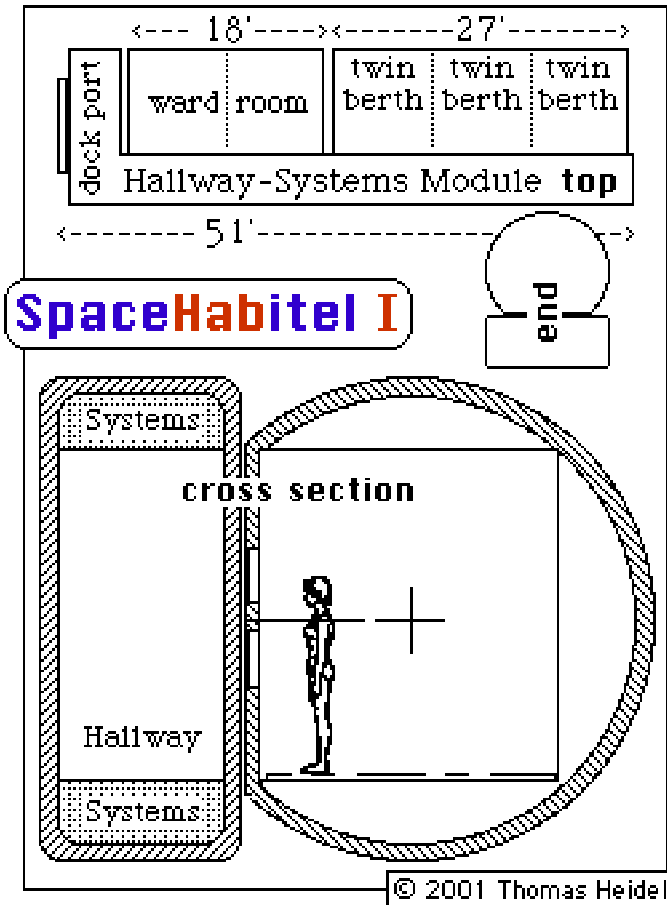 <--- 18'---><-----27'------->
dock port
ward room
twin twin twin
berth berth berth
Hallway-Systems Module top
<-------- 51'--------------------->
SpaceHabitel I
end
Systems
cross section
Hallway
Systems
© 2001 Thomas Heidel